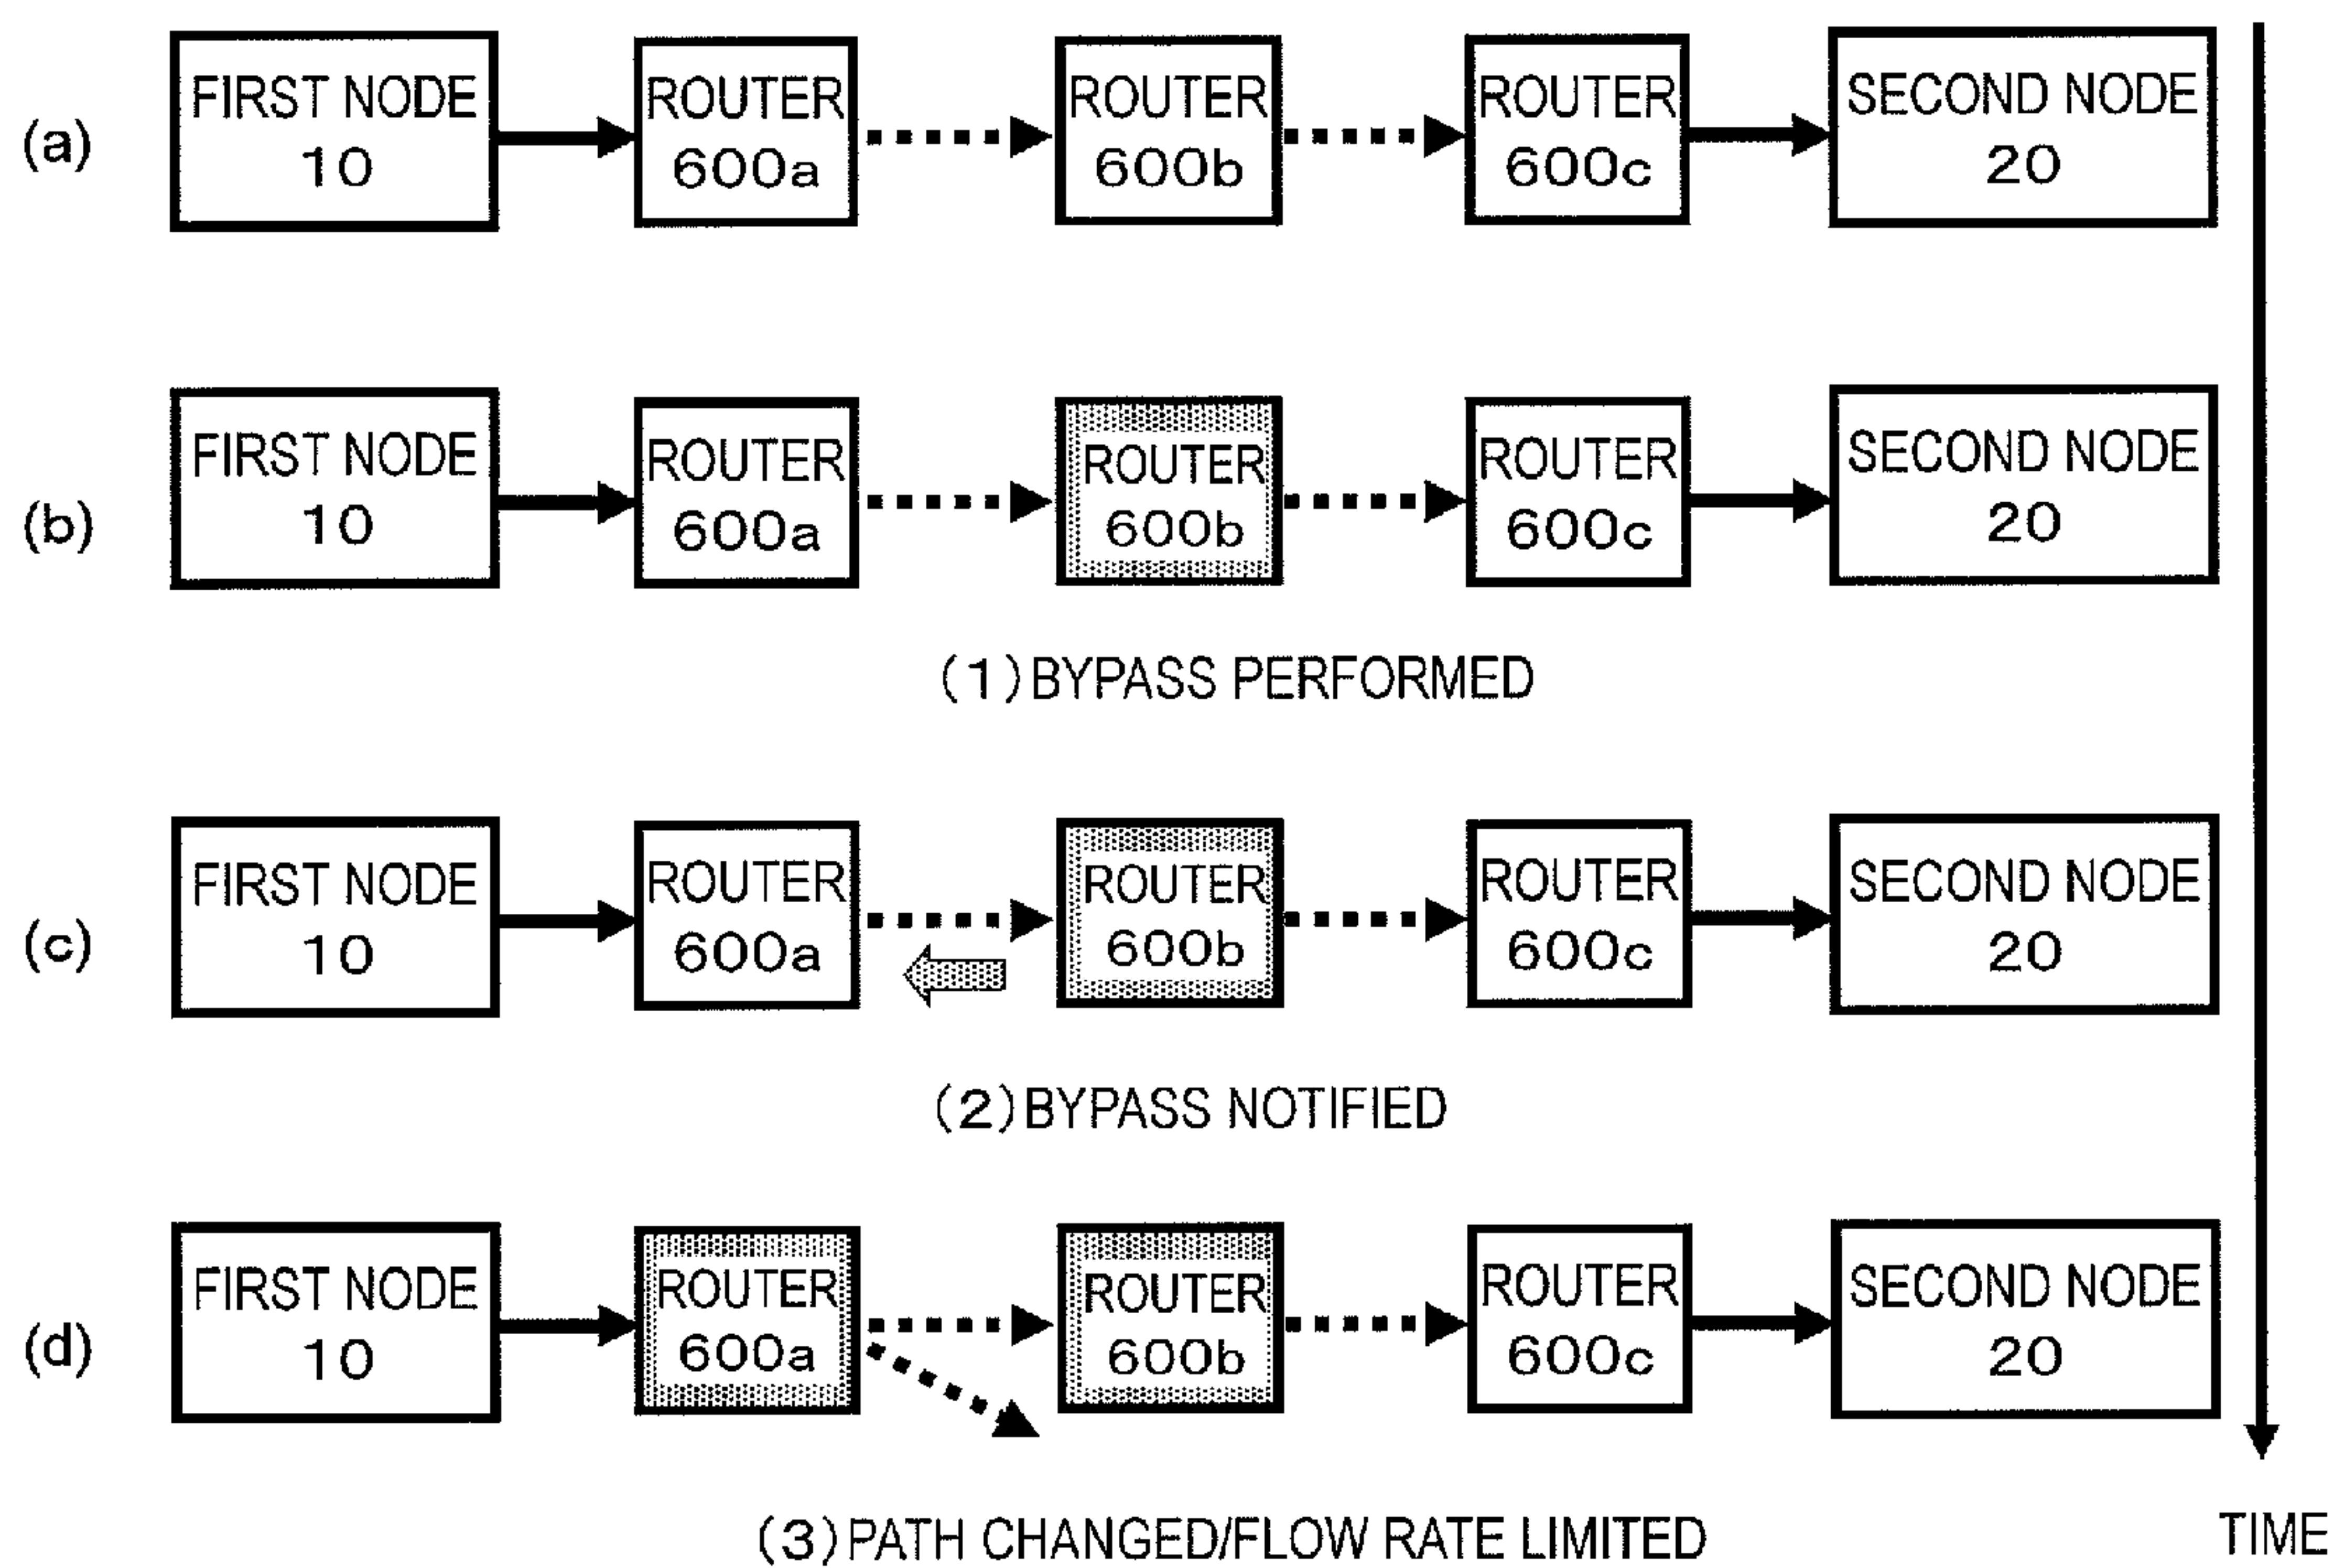 (a)
FIRST NODE
10
ROUTER
600a
ROUTER
600b
ROUTER
600c
SECOND NODE
20
(b)
FIRST NODE
10
ROUTER
600a
ROUTER
600b
ROUTER
600c
SECOND NODE
20
(1)BYPASS PERFORMED
(c)
FIRST NODE
10
ROUTER
600a
ROUTER
600b
ROUTER
600c
SECOND NODE
20
(2)BYPASS NOTIFIED
(d)
FIRST NODE
10
ROUTER
600a
ROUTER
600b
ROUTER
600c
SECOND NODE
20
(3)PATH CHANGED/FLOW RATE LIMITED
TIME